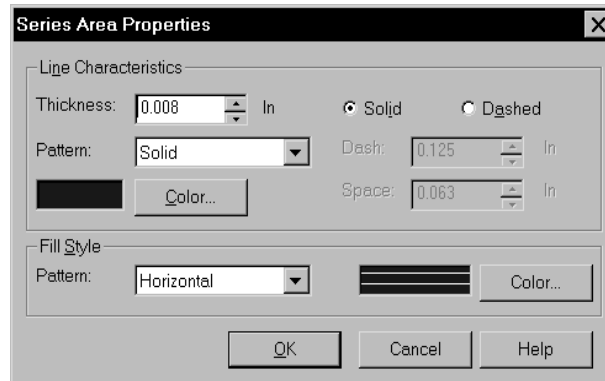 Series Area Properties
Line Characteristics
Thickness: 0.008 In Solid Dashed
Pattern: Solid Dash: 0.125 In
Color... Space: 0.063 In
Fill Style
Pattern: Horizontal Color...
OK Cancel Help